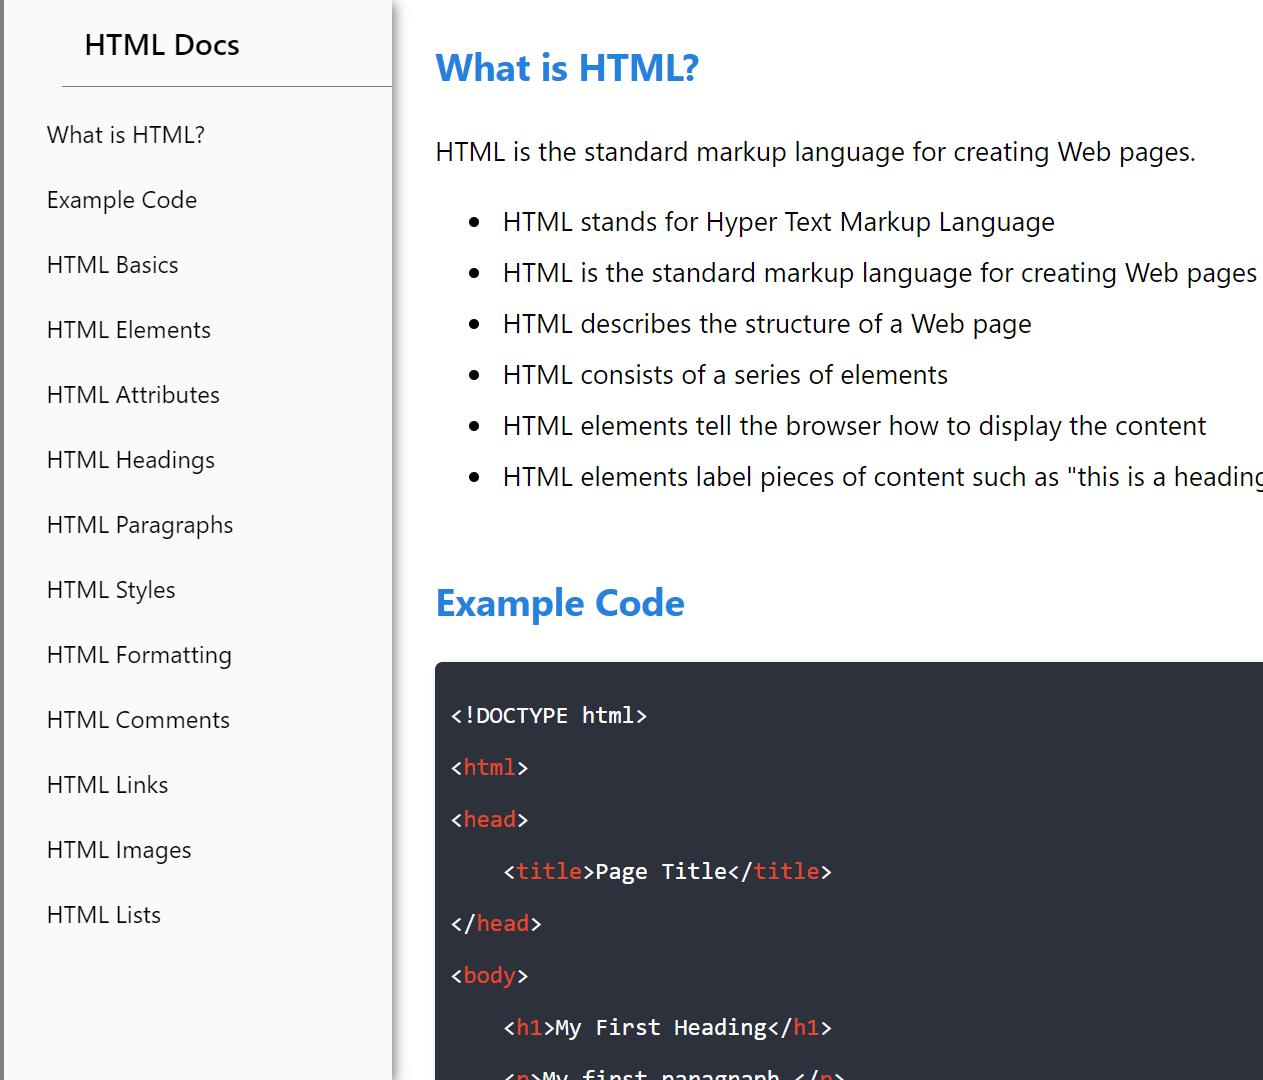 HTML Docs
What is HTML?
Example Code
HTML Basics
HTML Elements
HTML Attributes
HTML Headings
HTML Paragraphs
HTML Styles
HTML Formatting
HTML Comments
HTML Links
HTML Images
HTML Lists
What is HTML?
HTML is the standard markup language for creating Web pages.
HTML stands for Hyper Text Markup Language
HTML is the standard markup language for creating Web pages
HTML describes the structure of a Web page
HTML consists of a series of elements
HTML elements tell the browser how to display the content
HTML elements label pieces of content such as "this is a heading
Example Code
<!DOCTYPE html>
<html>
<head>
    <title>Page Title</title>
</head>
<body>
    <h1>My First Heading</h1>
    <p>My first paragraph.</p>